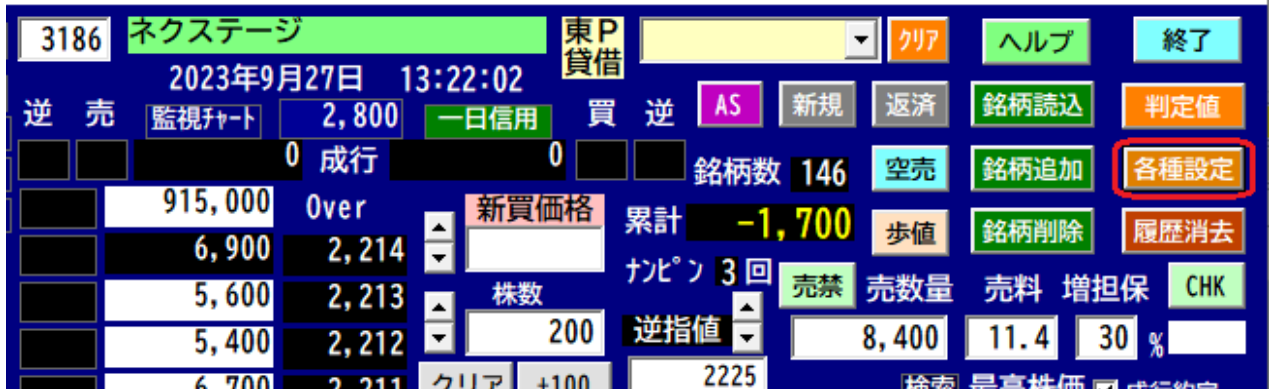 3186 ネクステージ 東P 貸借 クリア ヘルプ 終了
2023年9月27日 13:22:02
逆 売 監視ﾁｬｰﾄ 2,800 一日信用 買 逆 AS 新規 返済 銘柄読込 判定値
0 成行 0 銘柄数 146 空売 銘柄追加 各種設定
915,000 Over 新買価格 累計 -1,700 歩値 銘柄削除 履歴消去
6,900 2,214
ﾅﾝﾋﾟﾝ 3回 売禁 売数量 売料 増担保 CHK
5,600 2,213 株数
5,400 2,212 200 逆指値 8,400 11.4 30 %
6,700 2,211 クリア +100 2225 検索 最高株価 成行約定